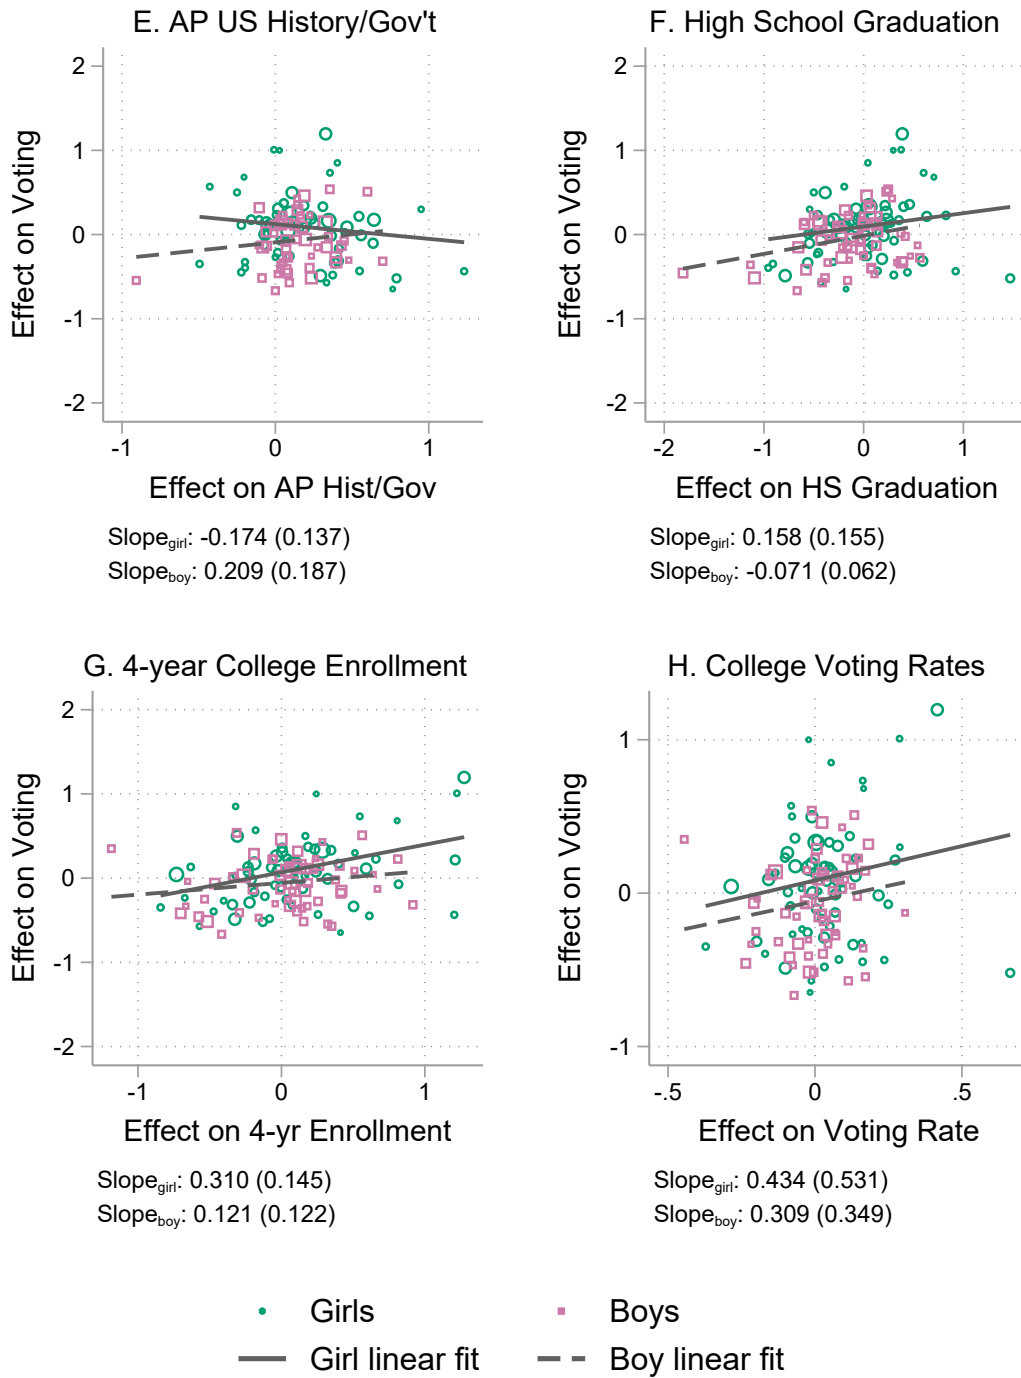 E. AP US History/Gov't
F. High School Graduation
Effect on Voting
2
1
0
-1
-2
-1
0
1
Effect on AP Hist/Gov
Slopegirl: -0.174 (0.137)
Slopeboy: 0.209 (0.187)
Effect on Voting
2
1
0
-1
-2
-2
-1
0
1
Effect on HS Graduation
Slopegirl: 0.158 (0.155)
Slopeboy: -0.071 (0.062)
G. 4-year College Enrollment
H. College Voting Rates
Effect on Voting
2
1
0
-1
-2
-1
0
1
Effect on 4-yr Enrollment
Slopegirl: 0.310 (0.145)
Slopeboy: 0.121 (0.122)
Effect on Voting
1
0
-1
-.5
0
.5
Effect on Voting Rate
Slopegirl: 0.434 (0.531)
Slopeboy: 0.309 (0.349)
Girls
Boys
Girl linear fit
Boy linear fit